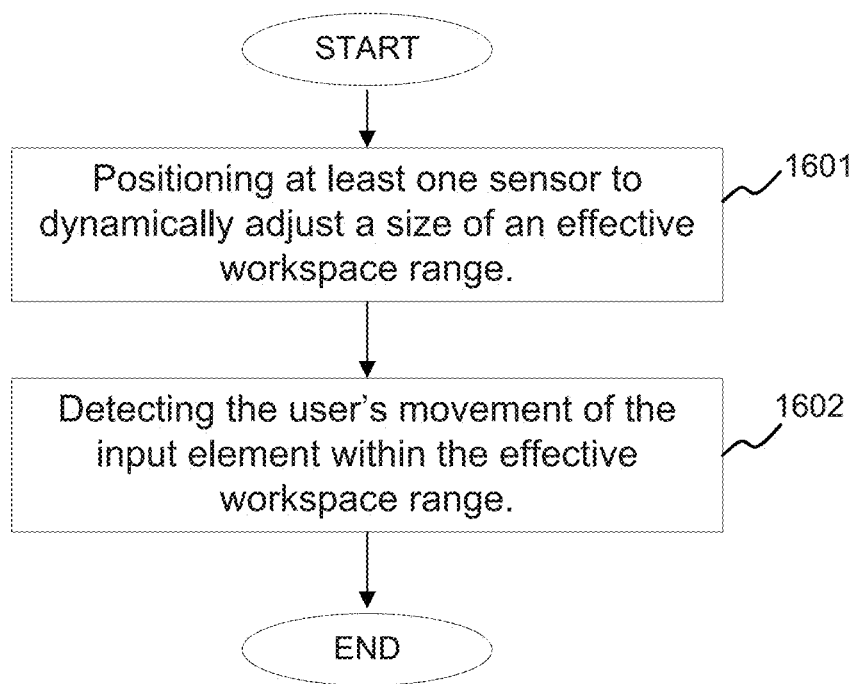 START
Positioning at least one sensor to
dynamically adjust a size of an effective
workspace range.
1601
Detecting the user's movement of the
input element within the effective
workspace range.
1602
END